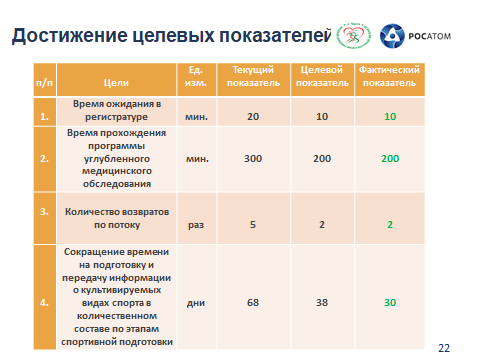 Достижение целевых показателей
РОСАТОМ
п/п Цели Ед. изм. Текущий показатель Целевой показатель Фактический показатель
1. Время ожидания в регистратуре мин. 20 10 10
2. Время прохождения программы углубленного медицинского обследования мин. 300 200 200
3. Количество возвратов по потоку раз 5 2 2
4. Сокращение времени на подготовку и передачу информации о культивируемых видах спорта в количественном составе по этапам спортивной подготовки дни 68 38 30
22